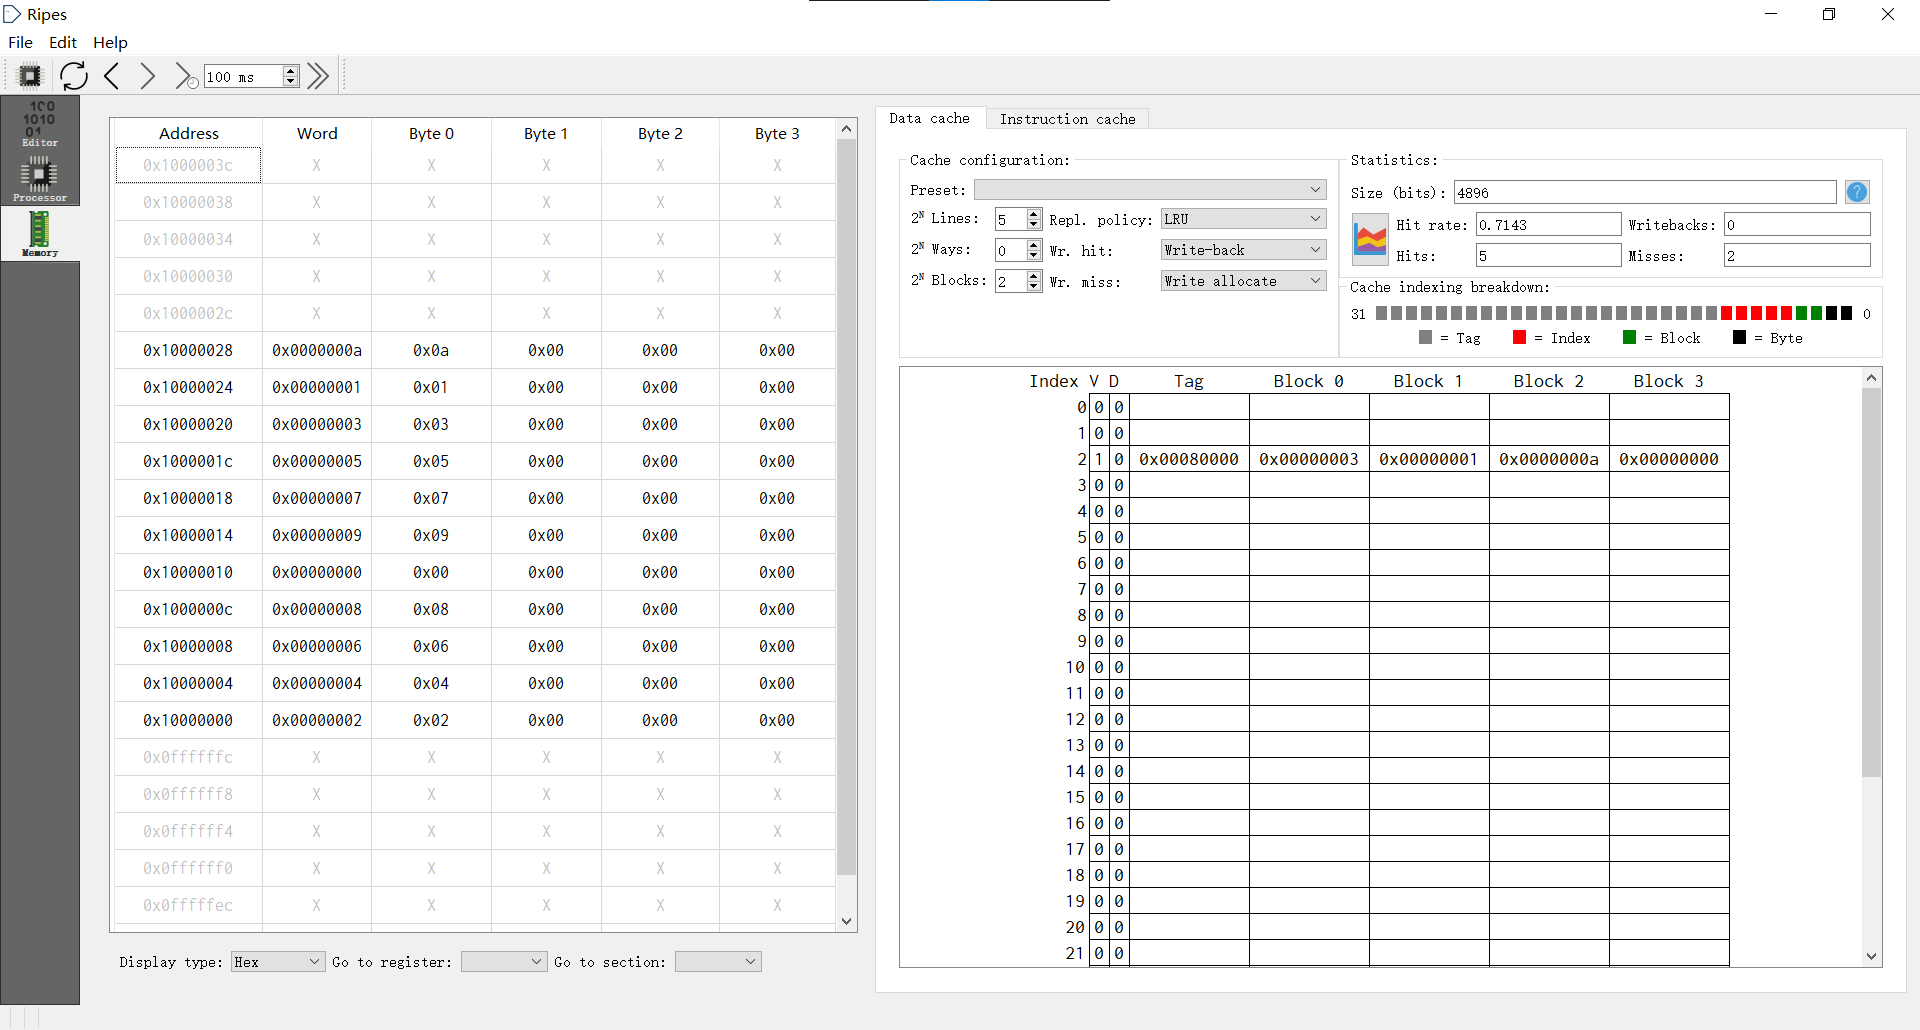 Ripes
File Edit Help
100 ms
Editor
Processor
Memory
Address Word Byte 0 Byte 1 Byte 2 Byte 3
0x1000003c X X X X X
0x10000038 X X X X X
0x10000034 X X X X X
0x10000030 X X X X X
0x1000002c X X X X X
0x10000028 0x0000000a 0x0a 0x00 0x00 0x00
0x10000024 0x00000001 0x01 0x00 0x00 0x00
0x10000020 0x00000003 0x03 0x00 0x00 0x00
0x1000001c 0x00000005 0x05 0x00 0x00 0x00
0x10000018 0x00000007 0x07 0x00 0x00 0x00
0x10000014 0x00000009 0x09 0x00 0x00 0x00
0x10000010 0x00000000 0x00 0x00 0x00 0x00
0x1000000c 0x00000008 0x08 0x00 0x00 0x00
0x10000008 0x00000006 0x06 0x00 0x00 0x00
0x10000004 0x00000004 0x04 0x00 0x00 0x00
0x10000000 0x00000002 0x02 0x00 0x00 0x00
0x0ffffffc X X X X X
0x0ffffff8 X X X X X
0x0ffffff4 X X X X X
0x0ffffff0 X X X X X
0x0fffffec X X X X X
Display type: Hex Go to register: Go to section:
Data cache Instruction cache
Cache configuration:
Preset:
2ᴺ Lines: 5 Repl. policy: LRU
2ᴺ Ways: 0 Wr. hit: Write-back
2ᴺ Blocks: 2 Wr. miss: Write allocate
Statistics:
Size (bits): 4896 ?
Hit rate: 0.7143 Writebacks: 0
Hits: 5 Misses: 2
Cache indexing breakdown:
31 0
= Tag = Index = Block = Byte
Index V D Tag Block 0 Block 1 Block 2 Block 3
0 0 0
1 0 0
2 1 0 0x00080000 0x00000003 0x00000001 0x0000000a 0x00000000
3 0 0
4 0 0
5 0 0
6 0 0
7 0 0
8 0 0
9 0 0
10 0 0
11 0 0
12 0 0
13 0 0
14 0 0
15 0 0
16 0 0
17 0 0
18 0 0
19 0 0
20 0 0
21 0 0